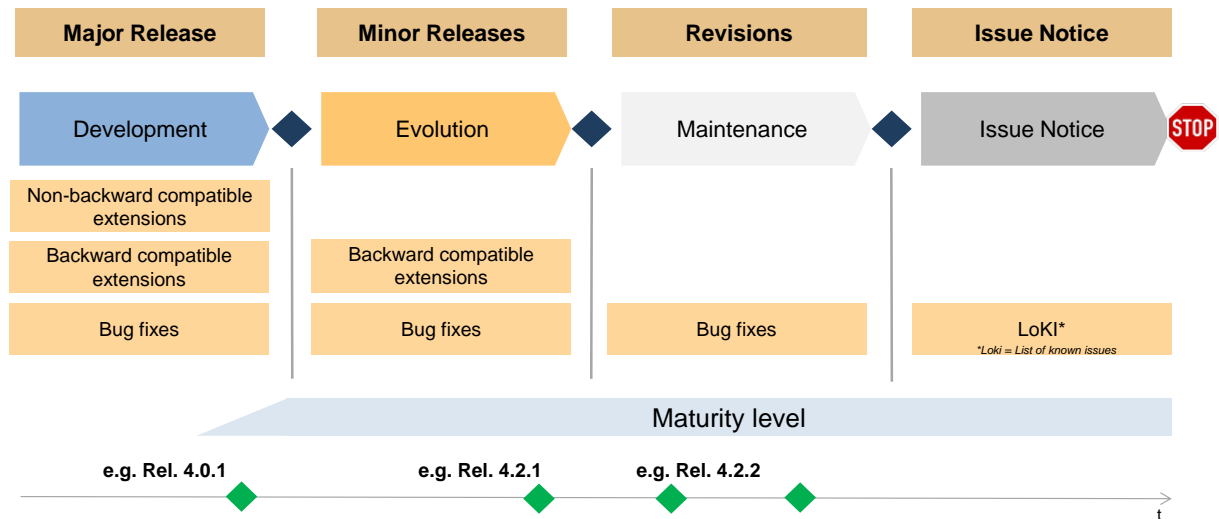 Major Release
Minor Releases
Revisions
Issue Notice
Development
Evolution
Maintenance
Issue Notice
STOP
Non-backward compatible
extensions
Backward compatible
extensions
Backward compatible
extensions
Bug fixes
Bug fixes
Bug fixes
LoKI*
*Loki = List of known issues
Maturity level
e.g. Rel. 4.0.1
e.g. Rel. 4.2.1
e.g. Rel. 4.2.2
t